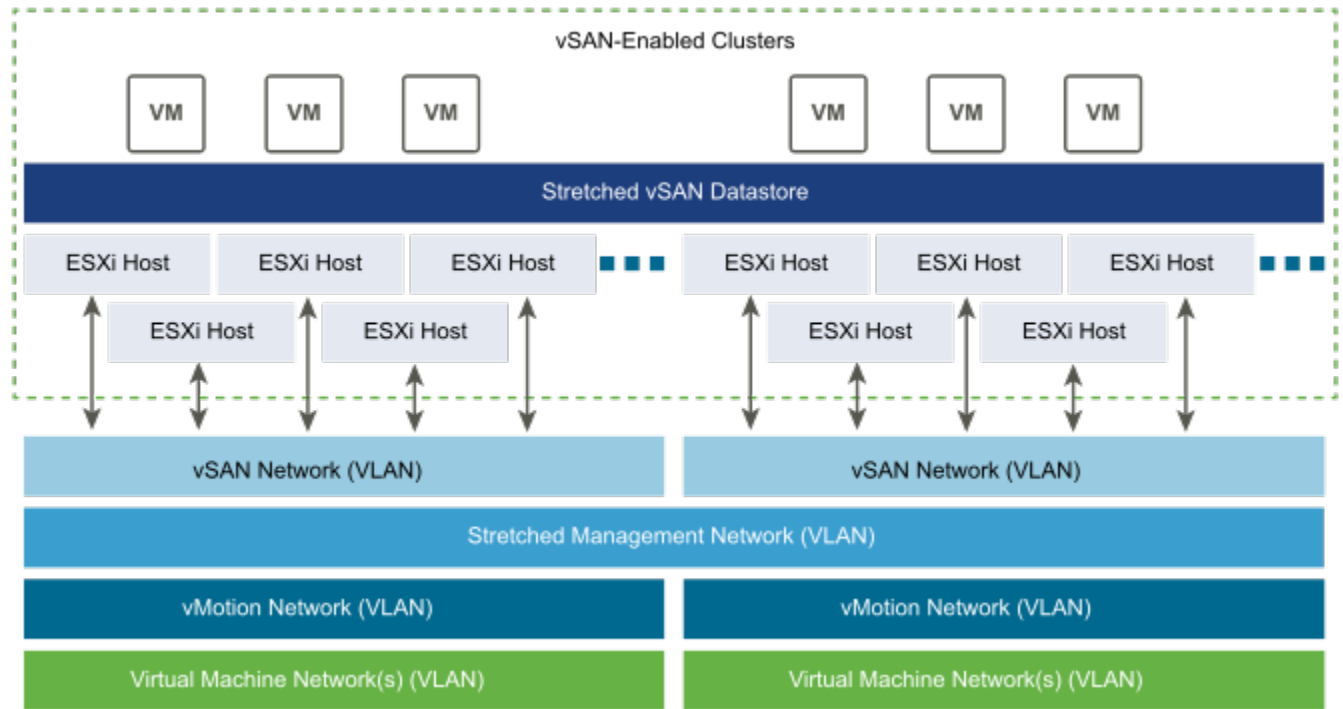 vSAN-Enabled Clusters
VM VM VM VM VM VM
Stretched vSAN Datastore
ESXi Host ESXi Host ESXi Host ESXi Host ESXi Host ESXi Host
ESXi Host ESXi Host ESXi Host ESXi Host
vSAN Network (VLAN) vSAN Network (VLAN)
Stretched Management Network (VLAN)
vMotion Network (VLAN) vMotion Network (VLAN)
Virtual Machine Network(s) (VLAN) Virtual Machine Network(s) (VLAN)